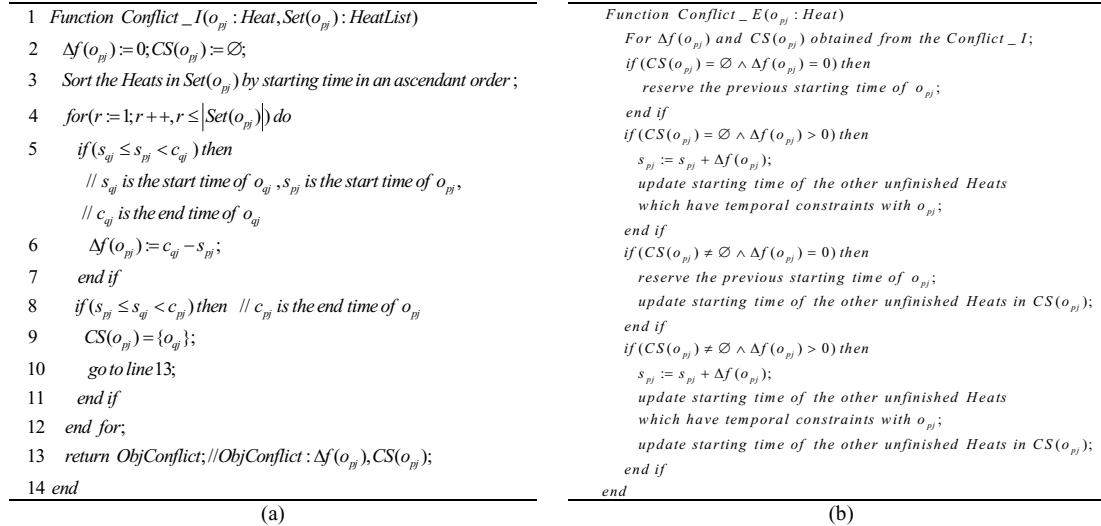 1 Function Conflict_I(o_pj : Heat, Set(o_pj) : HeatList)
2 Δf(o_pj) := 0; CS(o_pj) := ∅;
3 Sort the Heats in Set(o_pj) by starting time in an ascendant order;
4 for(r := 1; r++, r ≤ |Set(o_pj)|) do
5 if (s_qj ≤ s_pj < c_qj) then
// s_qj is the start time of o_qj, s_pj is the start time of o_pj,
// c_qj is the end time of o_qj
6 Δf(o_pj) := c_qj − s_pj;
7 end if
8 if (s_pj ≤ s_qj < c_pj) then // c_pj is the end time of o_pj
9 CS(o_pj) = {o_qj};
10 go to line 13;
11 end if
12 end for;
13 return ObjConflict; //ObjConflict : Δf(o_pj), CS(o_pj);
14 end
(a)
Function Conflict_E(o_pj : Heat)
For Δf(o_pj) and CS(o_pj) obtained from the Conflict_I;
if (CS(o_pj) = ∅ ∧ Δf(o_pj) = 0) then
reserve the previous starting time of o_pj;
end if
if (CS(o_pj) = ∅ ∧ Δf(o_pj) > 0) then
s_pj := s_pj + Δf(o_pj);
update starting time of the other unfinished Heats
which have temporal constraints with o_pj;
end if
if (CS(o_pj) ≠ ∅ ∧ Δf(o_pj) = 0) then
reserve the previous starting time of o_pj;
update starting time of the other unfinished Heats in CS(o_pj);
end if
if (CS(o_pj) ≠ ∅ ∧ Δf(o_pj) > 0) then
s_pj := s_pj + Δf(o_pj);
update starting time of the other unfinished Heats
which have temporal constraints with o_pj;
update starting time of the other unfinished Heats in CS(o_pj);
end if
end
(b)